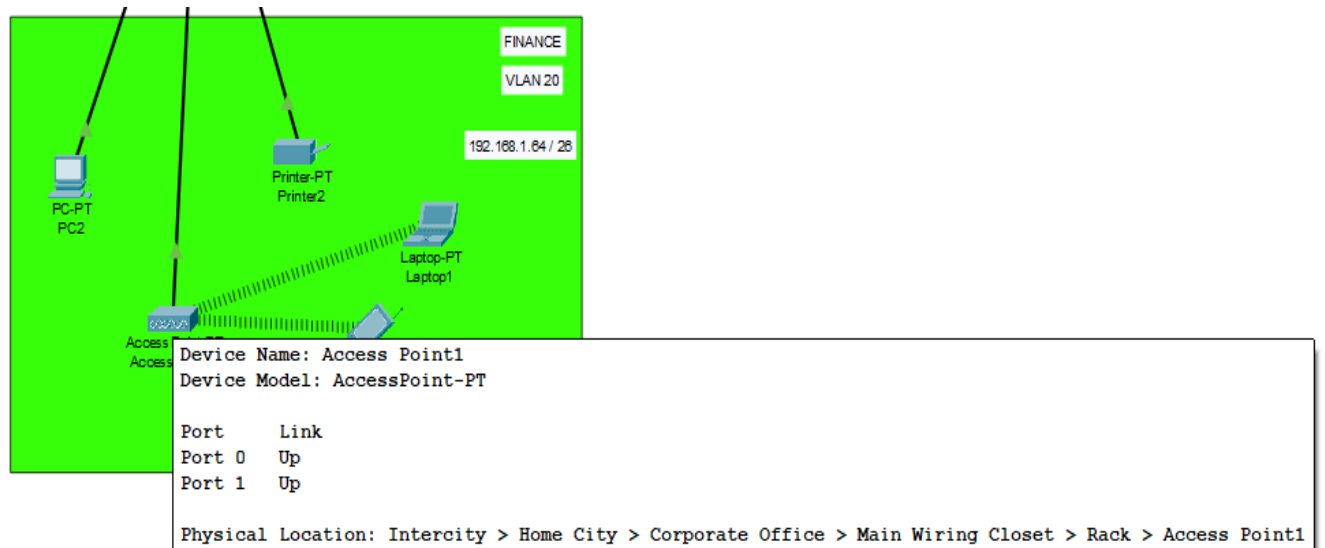 FINANCE
VLAN 20
192.168.1.64 / 26
Printer-PT
Printer2
PC-PT
PC2
Laptop-PT
Laptop1
Access
Access
Device Name: Access Point1
Device Model: AccessPoint-PT
Port Link
Port 0 Up
Port 1 Up
Physical Location: Intercity > Home City > Corporate Office > Main Wiring Closet > Rack > Access Point1